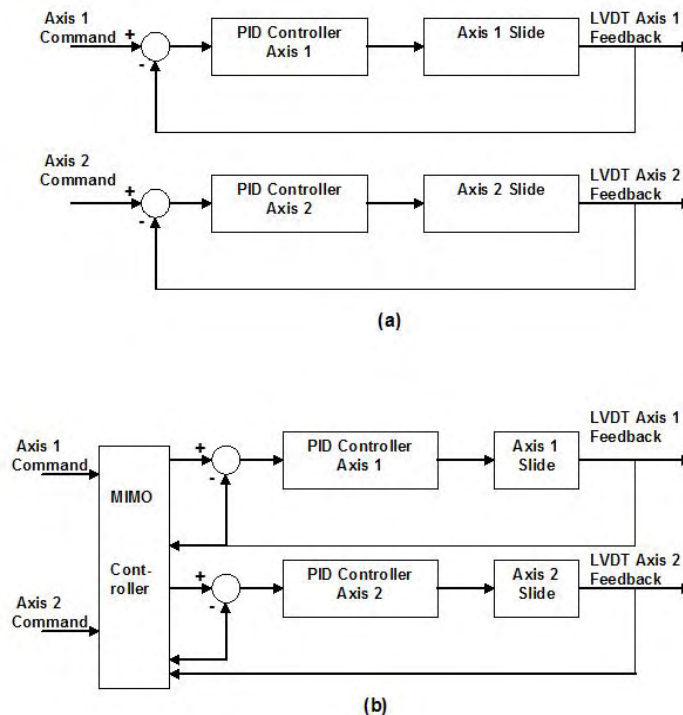 Axis 1
Command
+
-
PID Controller
Axis 1
Axis 1 Slide
LVDT Axis 1
Feedback
Axis 2
Command
+
-
PID Controller
Axis 2
Axis 2 Slide
LVDT Axis 2
Feedback
(a)
Axis 1
Command
MIMO
Cont-
roller
+
-
PID Controller
Axis 1
Axis 1
Slide
LVDT Axis 1
Feedback
Axis 2
Command
+
-
PID Controller
Axis 2
Axis 2
Slide
LVDT Axis 2
Feedback
(b)